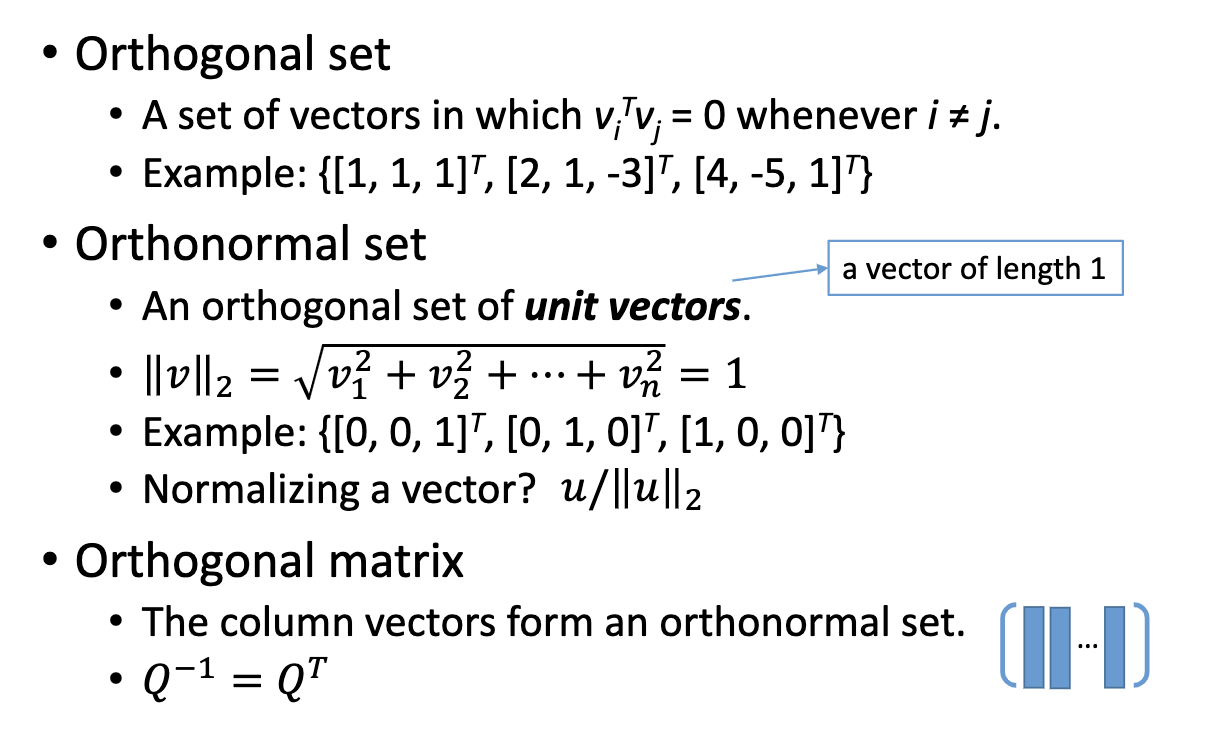 • Orthogonal set
• A set of vectors in which vᵢᵀvⱼ = 0 whenever i ≠ j.
• Example: {[1, 1, 1]ᵀ, [2, 1, -3]ᵀ, [4, -5, 1]ᵀ}
• Orthonormal set
a vector of length 1
• An orthogonal set of unit vectors.
• ‖v‖₂ = √(v₁² + v₂² + ⋯ + vₙ²) = 1
• Example: {[0, 0, 1]ᵀ, [0, 1, 0]ᵀ, [1, 0, 0]ᵀ}
• Normalizing a vector? u/‖u‖₂
• Orthogonal matrix
• The column vectors form an orthonormal set.
...
• Q⁻¹ = Qᵀ